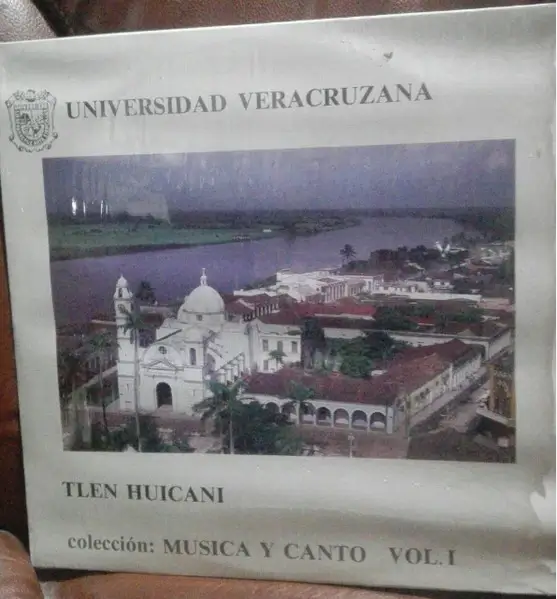 UNIVERSIDAD VERACRUZANA
TLEN HUICANI
colección: MUSICA Y CANTO VOL. I